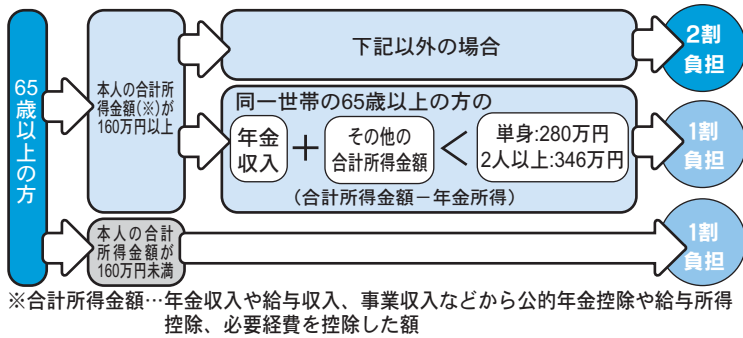 65歳以上の方
本人の合計所
得金額(※)が
160万円以上
下記以外の場合
2割
負担
同一世帯の65歳以上の方の
年金
収入
＋
その他の
合計所得金額
＜
単身:280万円
2人以上:346万円
(合計所得金額－年金所得)
1割
負担
本人の合計
所得金額が
160万円未満
1割
負担
※合計所得金額…年金収入や給与収入、事業収入などから公的年金控除や給与所得
控除、必要経費を控除した額